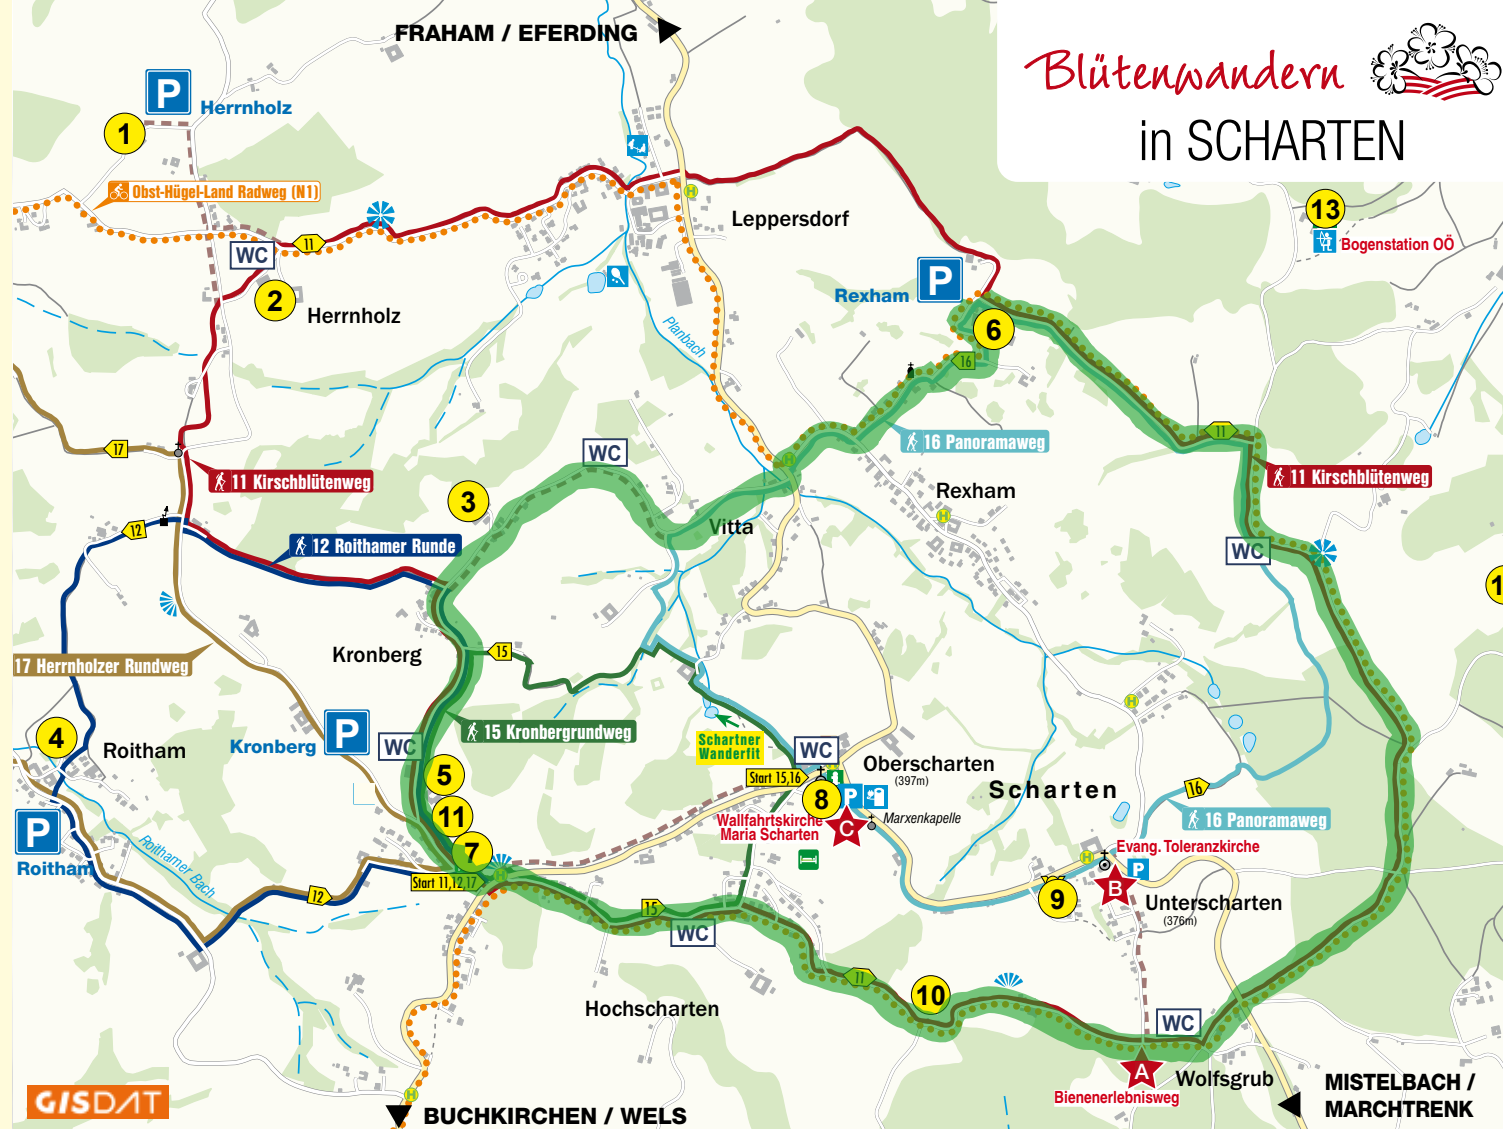 FRAHAM / EFERDING
Blütenwandern
in SCHARTEN
P
Herrnholz
1
Obst-Hügel-Land Radweg (N1)
H
Leppersdorf
13
Bogenstation OÖ
WC
11
2
Herrnholz
P
Rexham
6
16
Planbach
17
11 Kirschblütenweg
WC
3
H
16 Panoramaweg
11
11 Kirschblütenweg
Rexham
H
Vitta
12
12 Roithamer Runde
WC
1
Kronberg
15
17 Herrnholzer Rundweg
H
4
Roitham
Kronberg
P
WC
15 Kronbergrundweg
Schartner
Wanderfit
WC
Start 15,16
Oberscharten
(397m)
Scharten
16
5
8
P
11
Wallfahrtskirche
Maria Scharten
C
Marxenkapelle
16 Panoramaweg
P
Roitham
Roithamer Bach
7
H
Evang. Toleranzkirche
H
P
B
Start 11,12,17
12
15
9
Unterscharten
(376m)
WC
11
10
Hochscharten
WC
A
Wolfsgrub
Bienenerlebnisweg
MISTELBACH /
MARCHTRENK
GISDAT
H
BUCHKIRCHEN / WELS